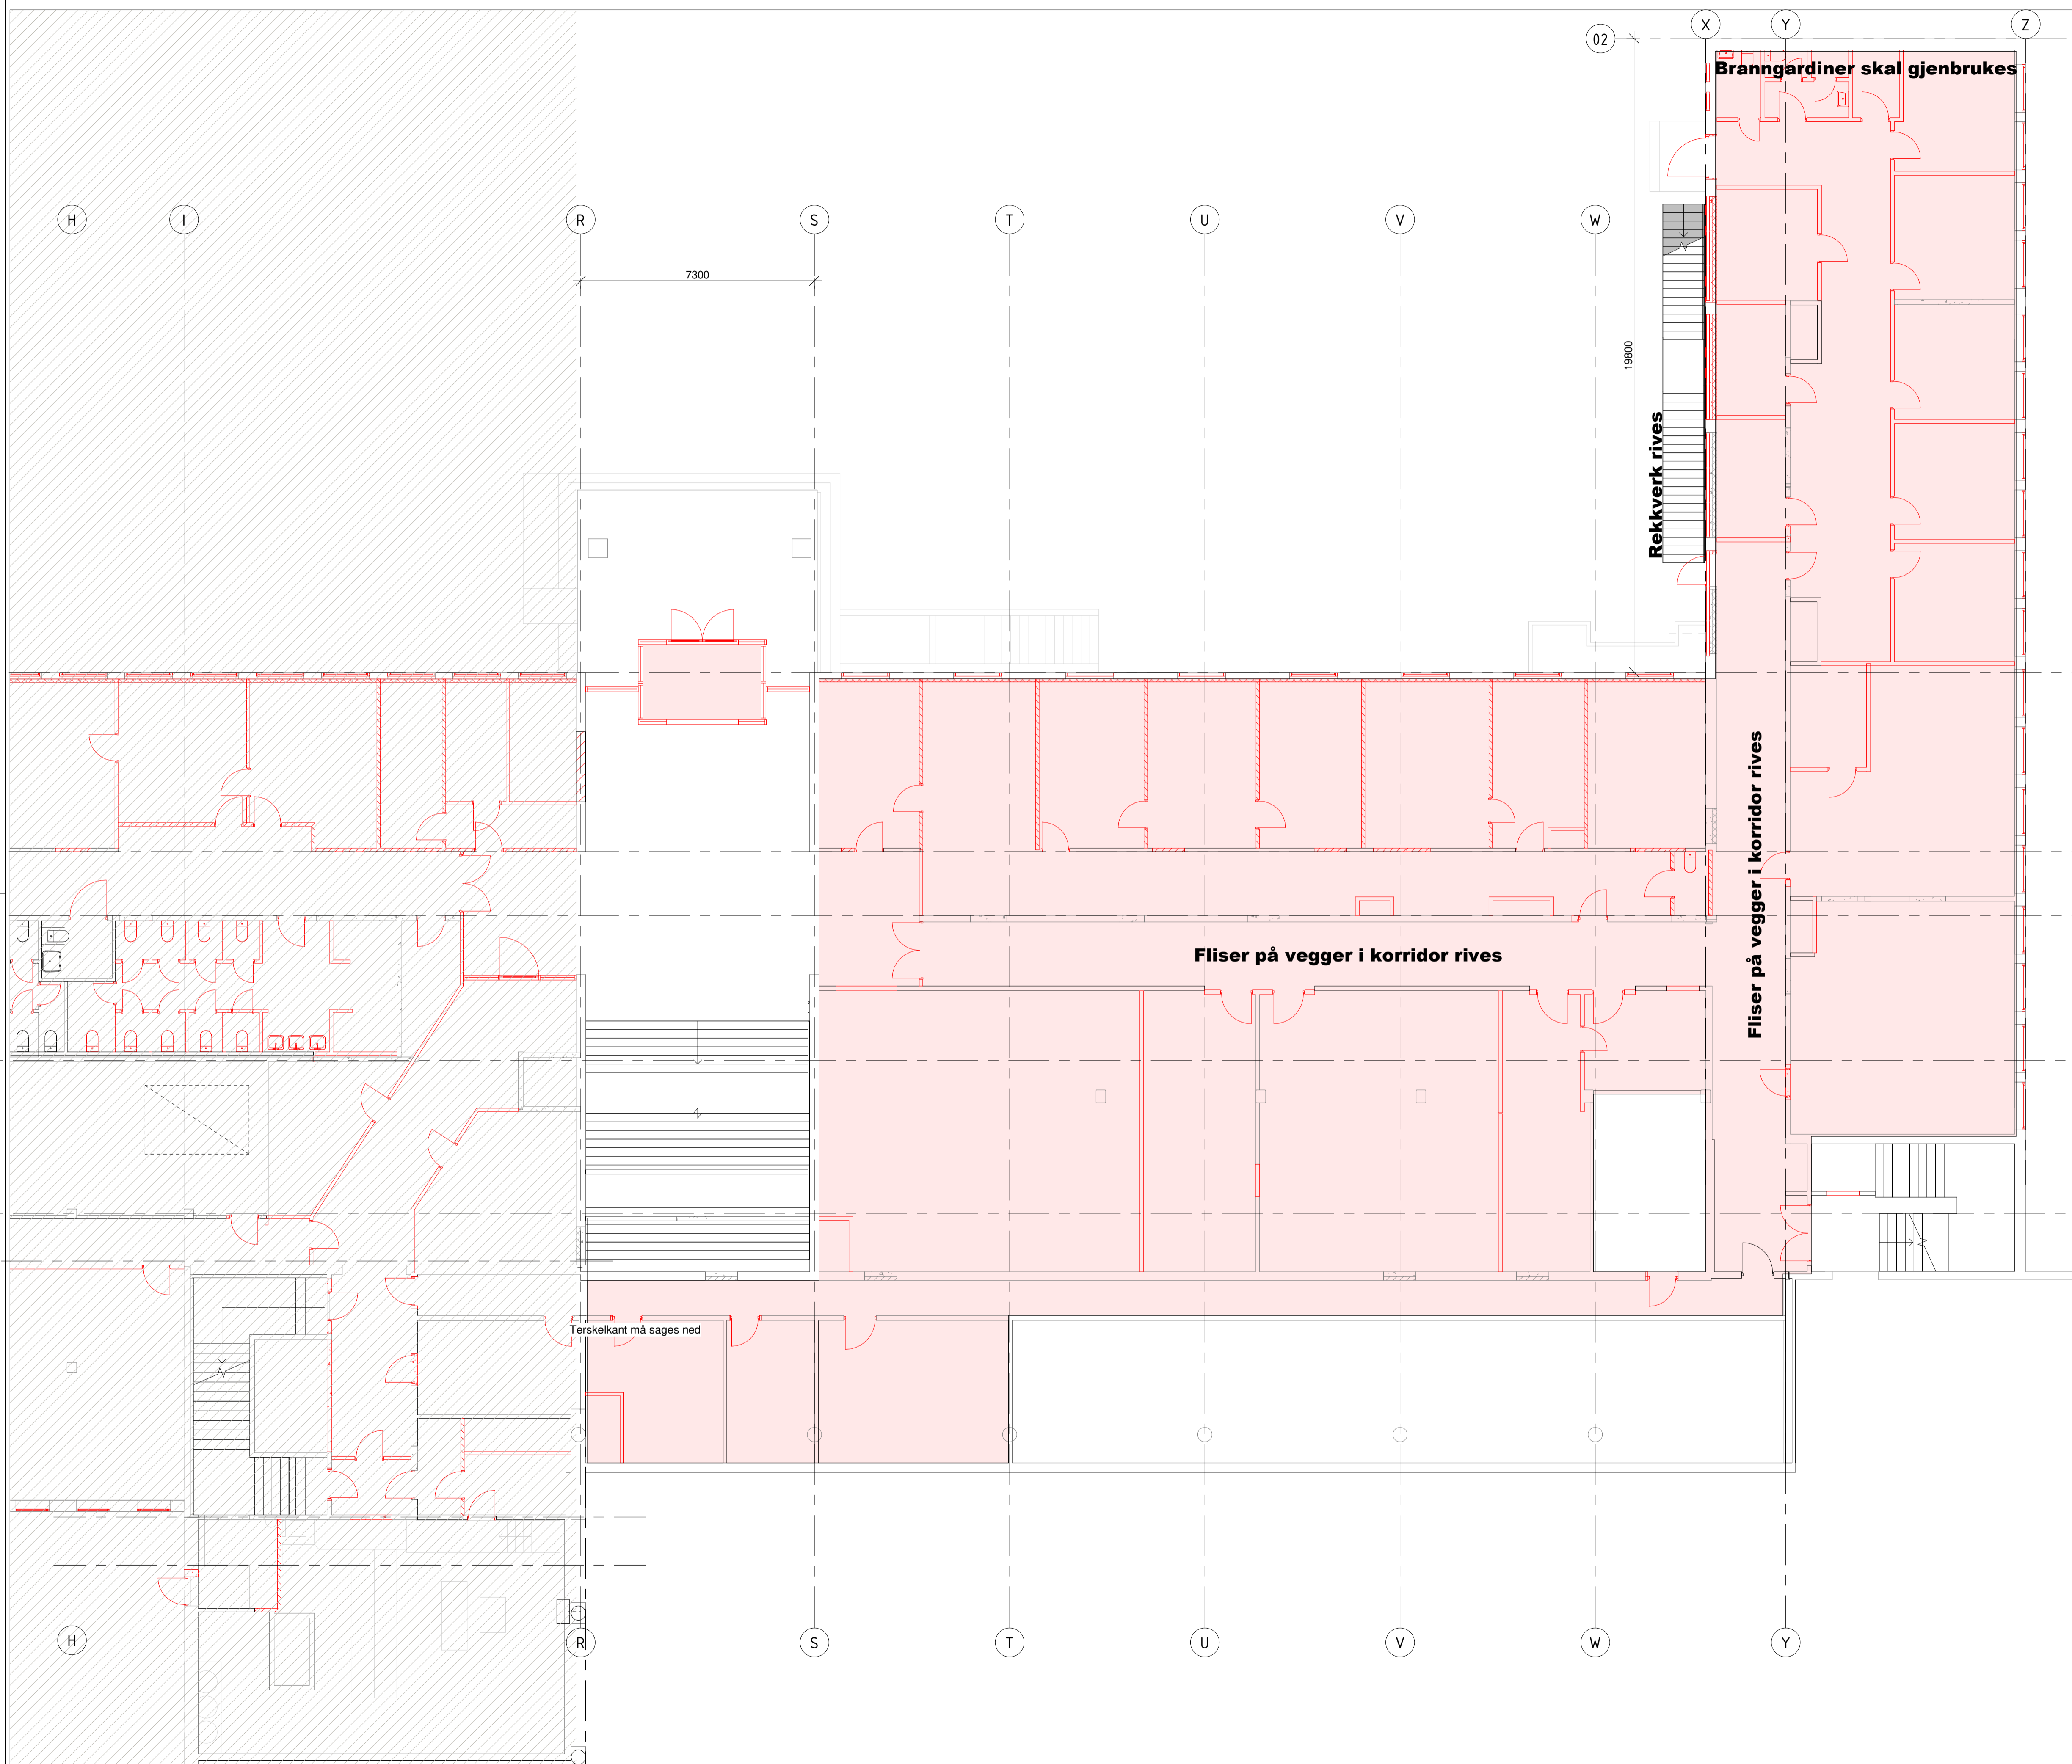 X
Y
Z
02
Branngardiner skal gjenbrukes
H
I
R
S
T
U
V
W
7300
19800
Rekkverk rives
Fliser på vegger i korridor rives
Fliser på vegger i korridor rives
Terskelkant må sages ned
H
R
S
T
U
V
W
Y